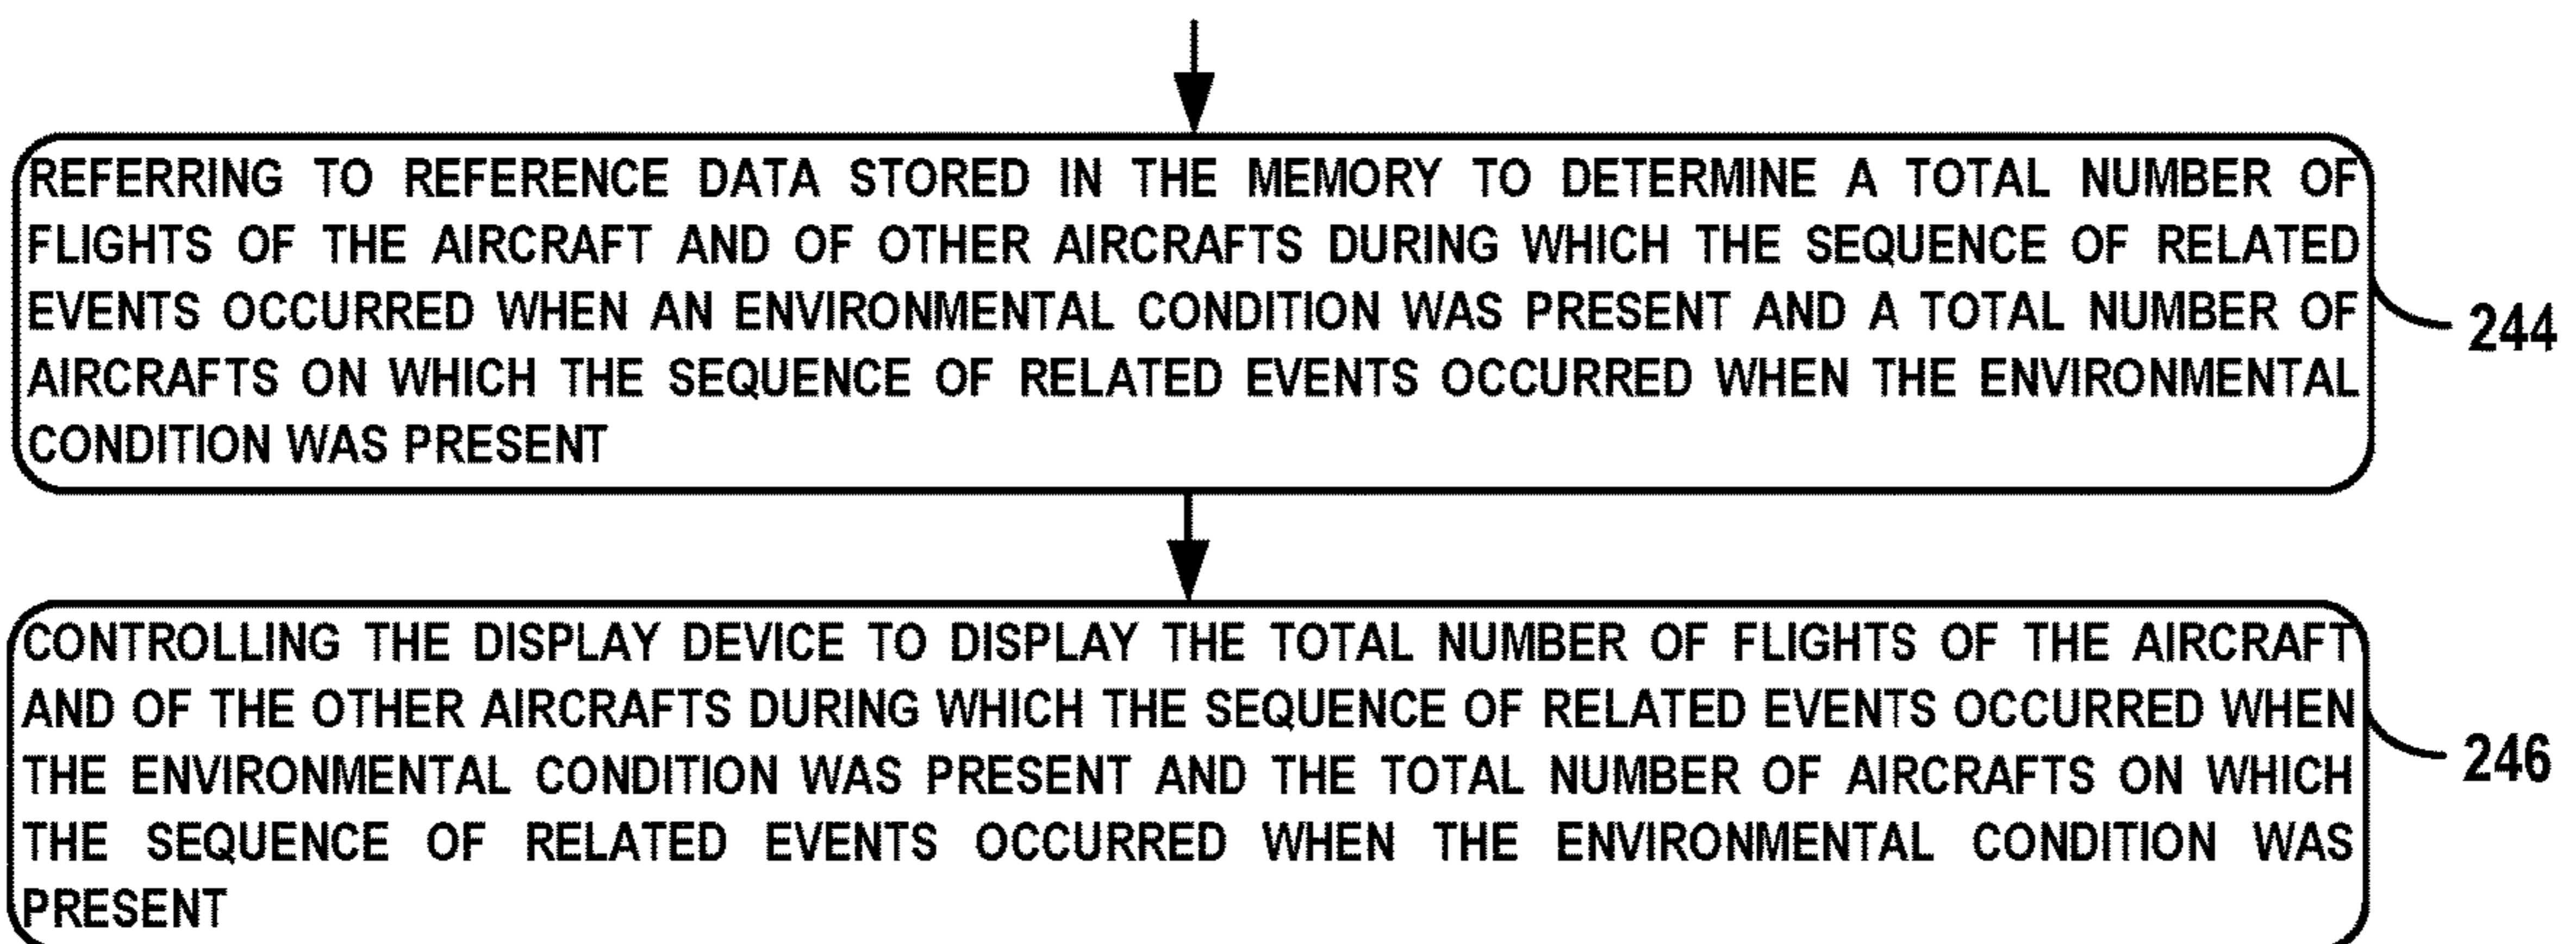 REFERRING TO REFERENCE DATA STORED IN THE MEMORY TO DETERMINE A TOTAL NUMBER OF
FLIGHTS OF THE AIRCRAFT AND OF OTHER AIRCRAFTS DURING WHICH THE SEQUENCE OF RELATED
EVENTS OCCURRED WHEN AN ENVIRONMENTAL CONDITION WAS PRESENT AND A TOTAL NUMBER OF
AIRCRAFTS ON WHICH THE SEQUENCE OF RELATED EVENTS OCCURRED WHEN THE ENVIRONMENTAL
CONDITION WAS PRESENT
244
CONTROLLING THE DISPLAY DEVICE TO DISPLAY THE TOTAL NUMBER OF FLIGHTS OF THE AIRCRAFT
AND OF THE OTHER AIRCRAFTS DURING WHICH THE SEQUENCE OF RELATED EVENTS OCCURRED WHEN
THE ENVIRONMENTAL CONDITION WAS PRESENT AND THE TOTAL NUMBER OF AIRCRAFTS ON WHICH
THE SEQUENCE OF RELATED EVENTS OCCURRED WHEN THE ENVIRONMENTAL CONDITION WAS
PRESENT
246